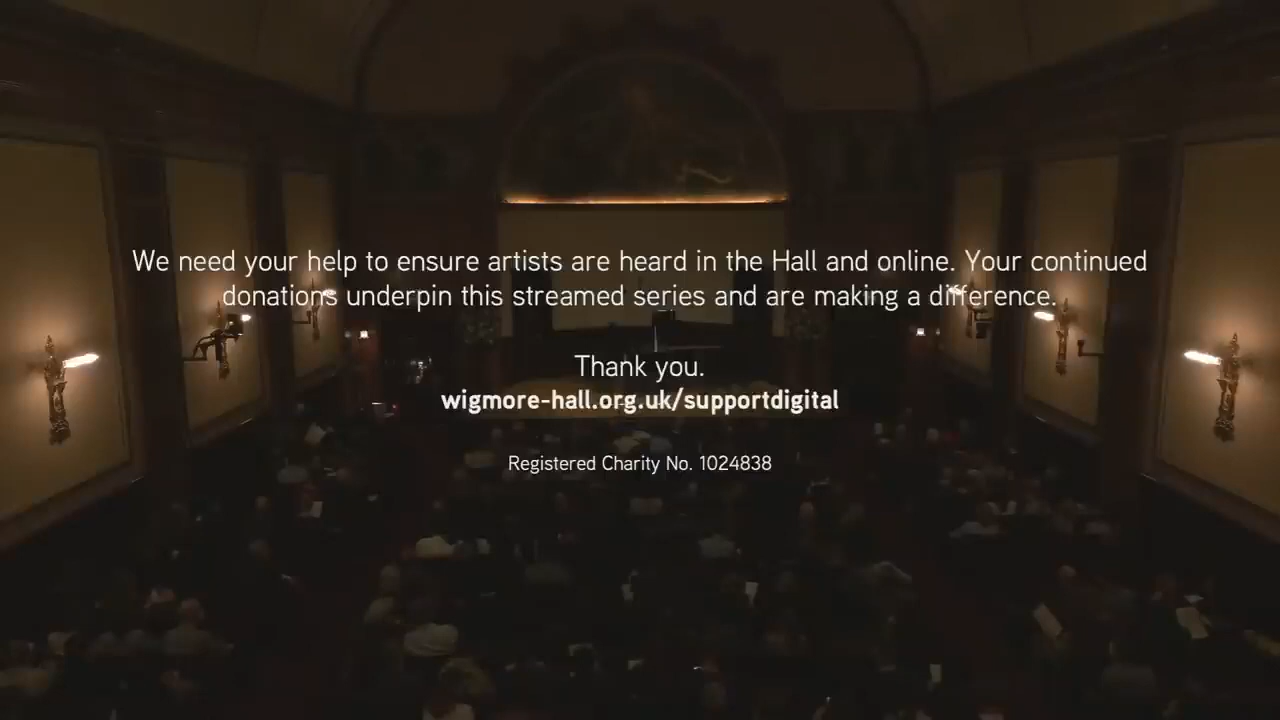 We need your help to ensure artists are heard in the Hall and online. Your continued
donations underpin this streamed series and are making a difference.
Thank you.
wigmore-hall.org.uk/supportdigital
Registered Charity No. 1024838